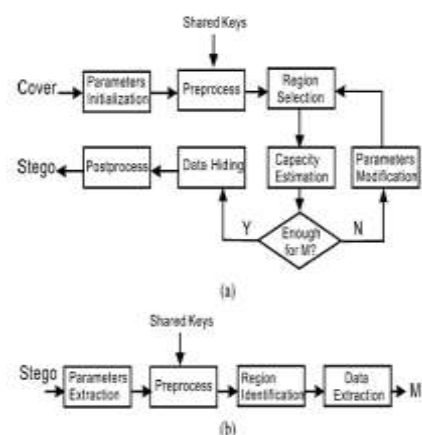 Shared Keys
Cover
Parameters
Initialization
Preprocess
Region
Selection
Stego
Postprocess
Data Hiding
Capacity
Estimation
Parameters
Modification
Y
Enough
for M?
N
(a)
Shared Keys
Stego
Parameters
Extraction
Preprocess
Region
Identification
Data
Extraction
M
(b)